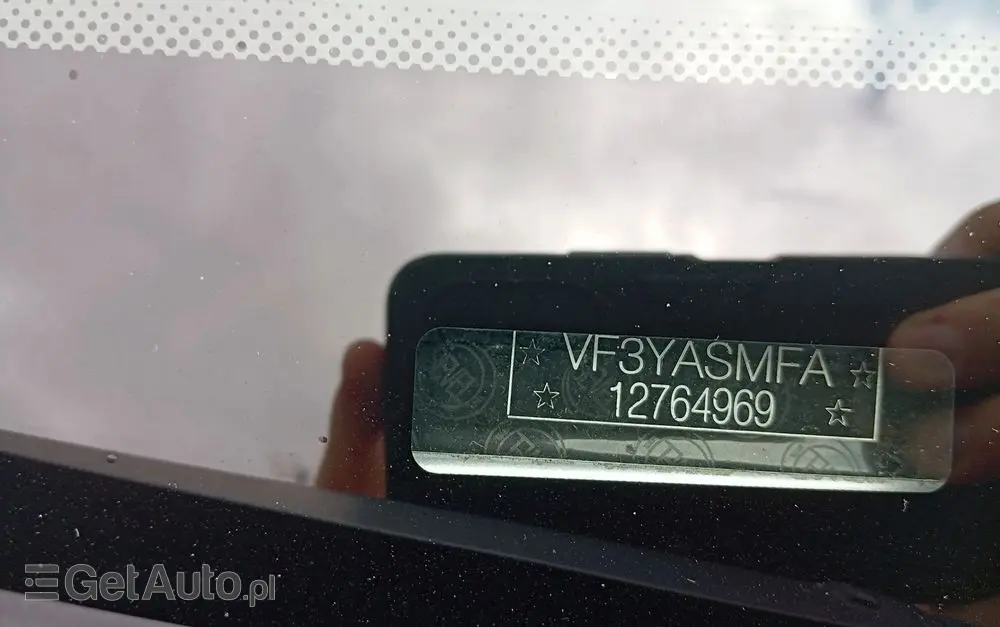 ☆ VF3YASMFA ☆
☆ 12764969 ☆
GetAuto.pl